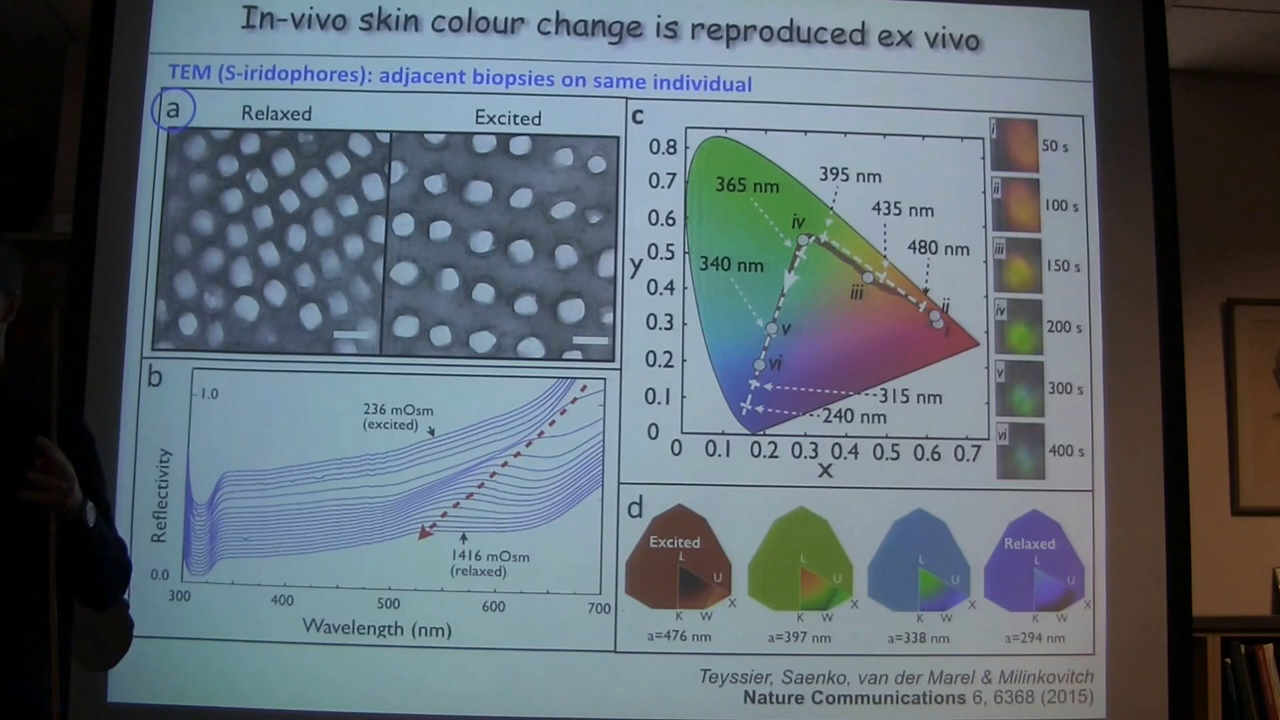 In-vivo skin colour change is reproduced ex vivo
TEM (S-iridophores): adjacent biopsies on same individual
a
Relaxed
Excited
b
1.0
236 mOsm
(excited)
Reflectivity
1416 mOsm
(relaxed)
0.0
300 400 500 600 700
Wavelength (nm)
c
0.8
0.7
0.6
0.5
y
0.4
0.3
0.2
0.1
0
0 0.1 0.2 0.3 0.4 0.5 0.6 0.7
x
395 nm
365 nm
435 nm
480 nm
340 nm
315 nm
240 nm
iv
iii
ii
i
v
vi
i 50 s
ii 100 s
iii 150 s
iv 200 s
v 300 s
vi 400 s
d
Excited
L
U
X
K W
a=476 nm
L
U
X
K W
a=397 nm
L
U
X
K W
a=338 nm
Relaxed
L
U
X
K W
a=294 nm
Teyssier, Saenko, van der Marel & Milinkovitch
Nature Communications 6, 6368 (2015)